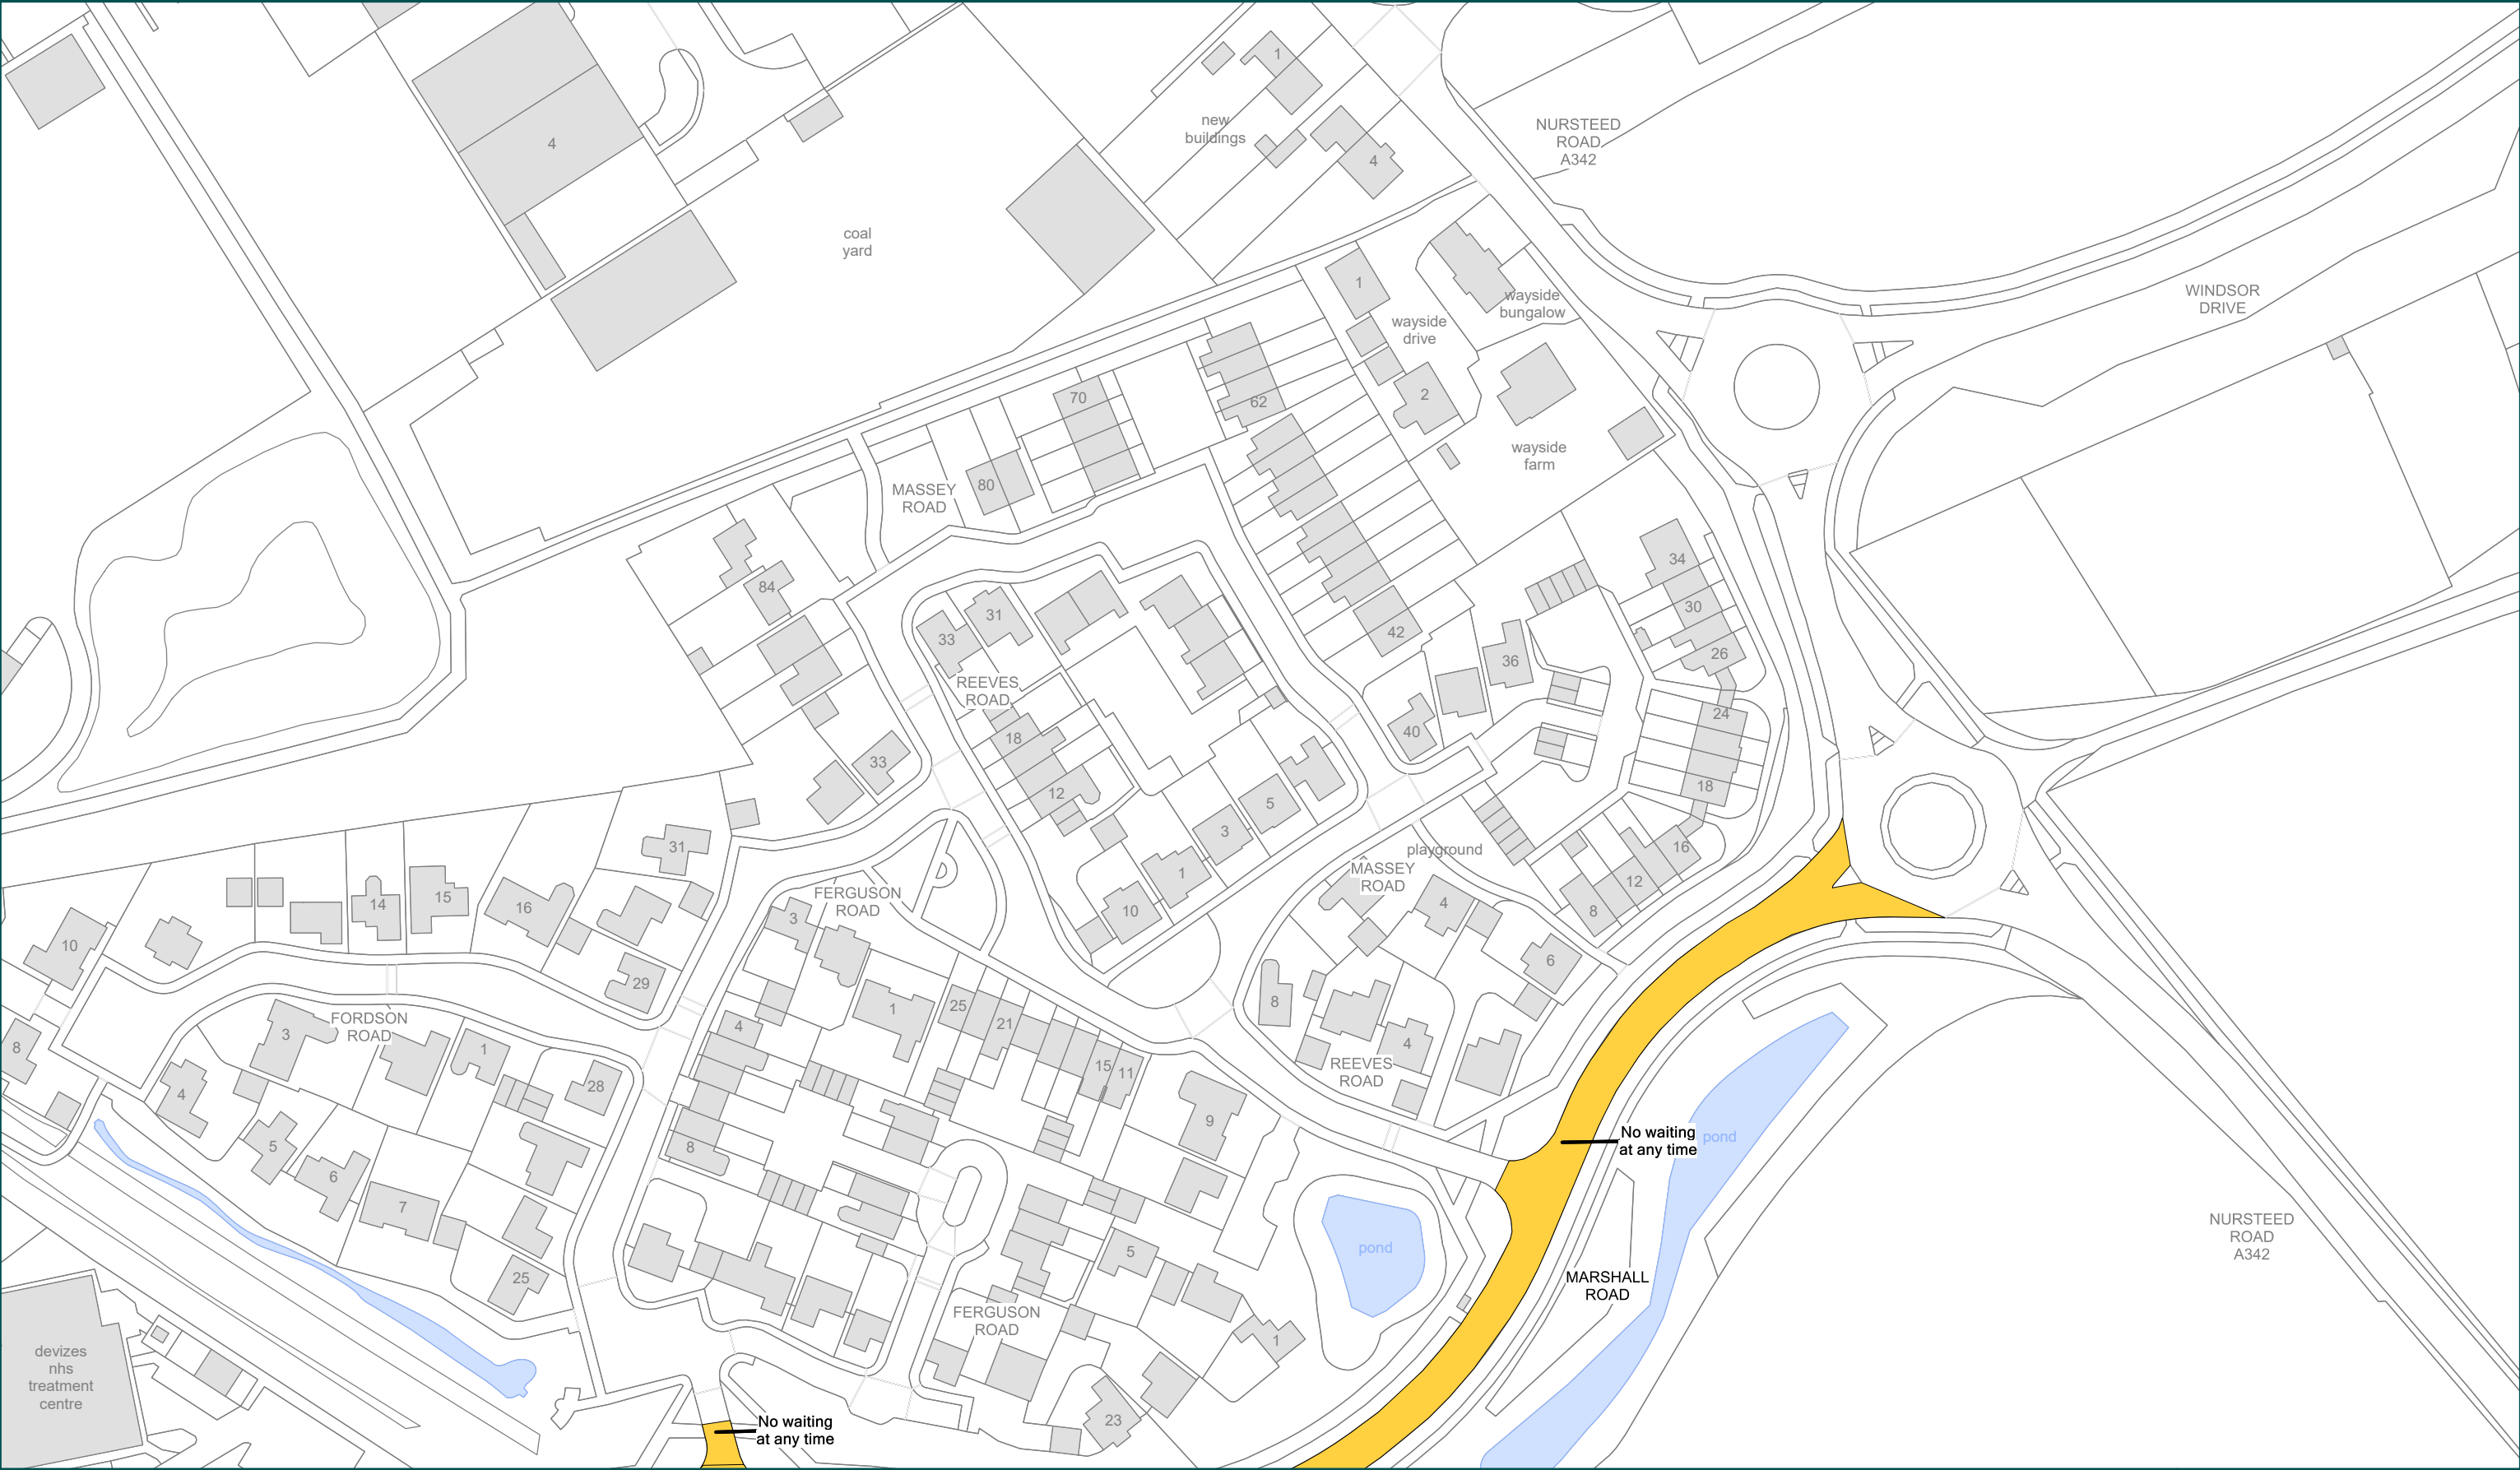 1
new
buildings
4
4
NURSTEED
ROAD
A342
coal
yard
1
wayside
bungalow
wayside
drive
WINDSOR
DRIVE
2
70
62
wayside
farm
80
MASSEY
ROAD
84
34
30
26
42
36
33
31
REEVES
ROAD
40
24
18
18
12
33
5
3
playground
16
12
8
MASSEY
ROAD
1
10
31
FERGUSON
ROAD
3
4
6
10
14
15
16
29
8
FORDSON
ROAD
3
1
28
8
4
4
1
25
21
15
11
REEVES
ROAD
4
9
5
6
7
8
25
No waiting
at any time
pond
pond
5
1
FERGUSON
ROAD
MARSHALL
ROAD
NURSTEED
ROAD
A342
devizes
nhs
treatment
centre
23
No waiting
at any time